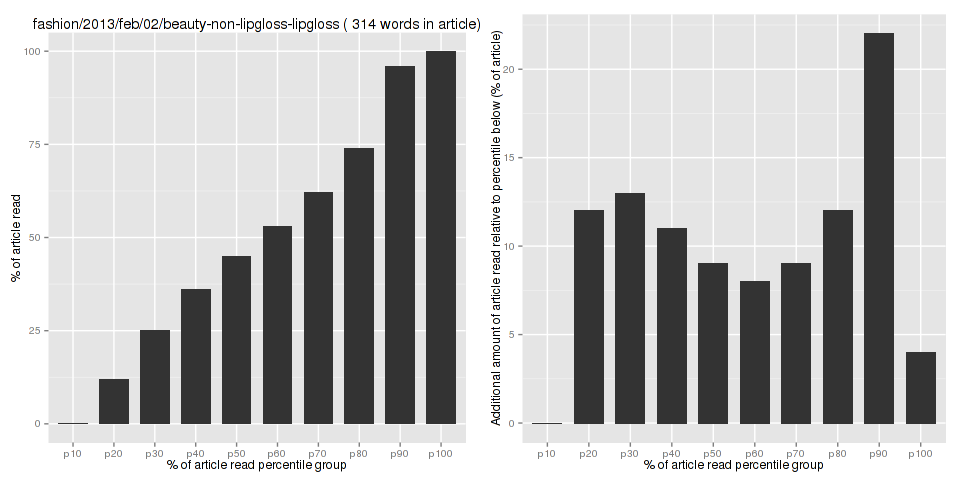 fashion/2013/feb/02/beauty-non-lipgloss-lipgloss ( 314 words in article)
% of article read
100
75
50
25
0
p10 p20 p30 p40 p50 p60 p70 p80 p90 p100
% of article read percentile group
Additional amount of article read relative to percentile below (% of article)
20
15
10
5
0
p10 p20 p30 p40 p50 p60 p70 p80 p90 p100
% of article read percentile group